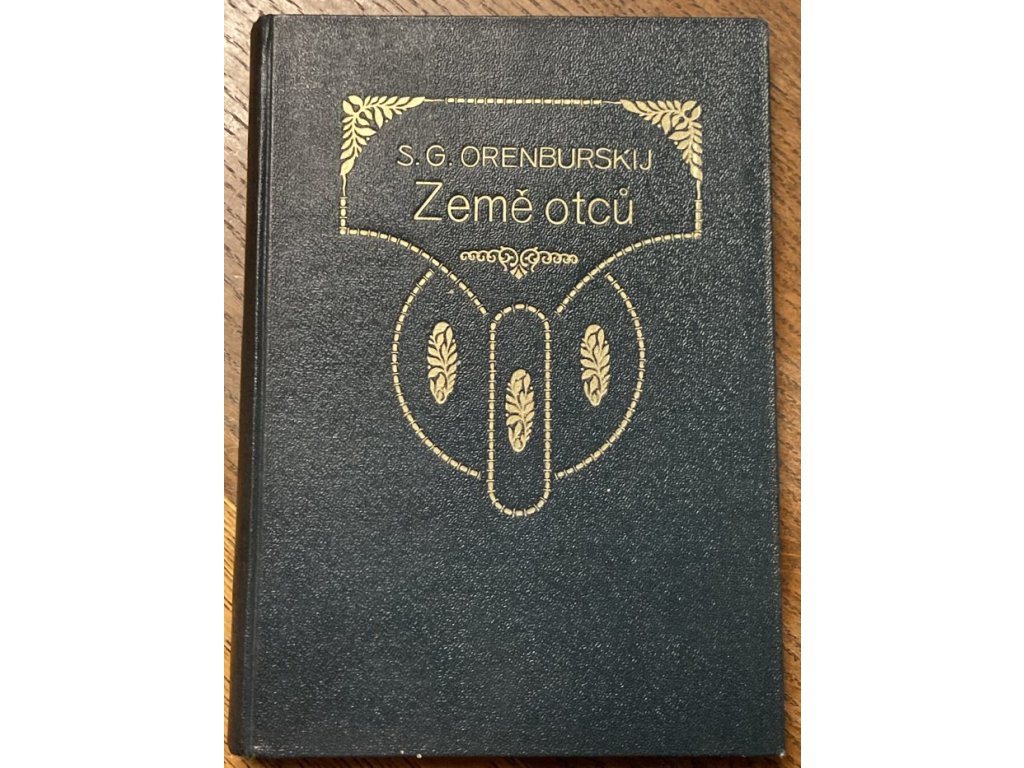 S. G. ORENBURSKIJ
Země otců